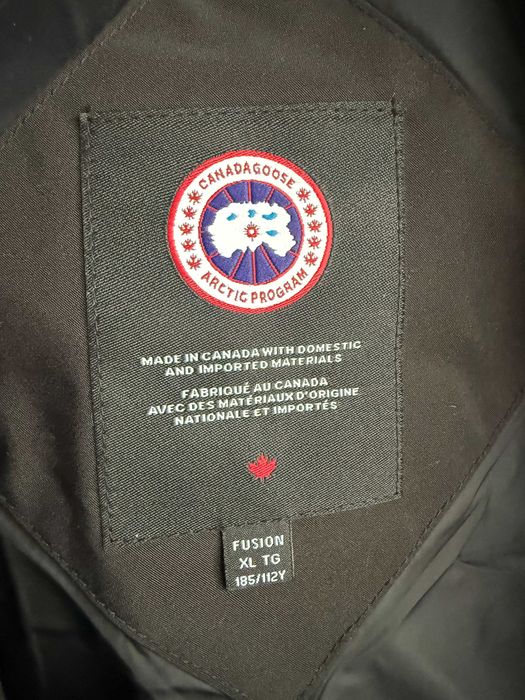 CANADA GOOSE
ARCTIC PROGRAM
MADE IN CANADA WITH DOMESTIC
AND IMPORTED MATERIALS
FABRIQUÉ AU CANADA
AVEC DES MATÉRIAUX D'ORIGINE
NATIONALE ET IMPORTÉS
FUSION
XL TG
185/112Y